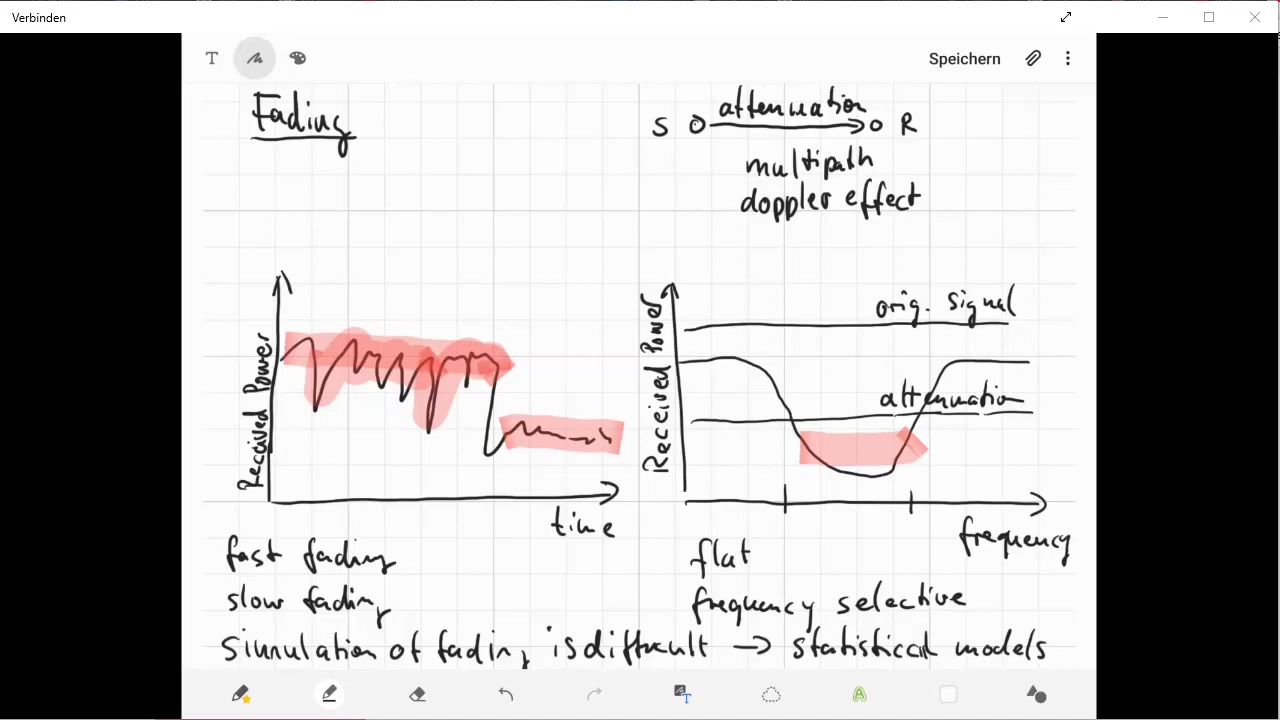 Verbinden
T
Speichern
Fading
S attenuation R
multipath
doppler effect
Received Power
time
Received Power
orig. signal
attenuation
frequency
fast fading
slow fading
flat
frequency selective
simulation of fading is difficult → statistical models